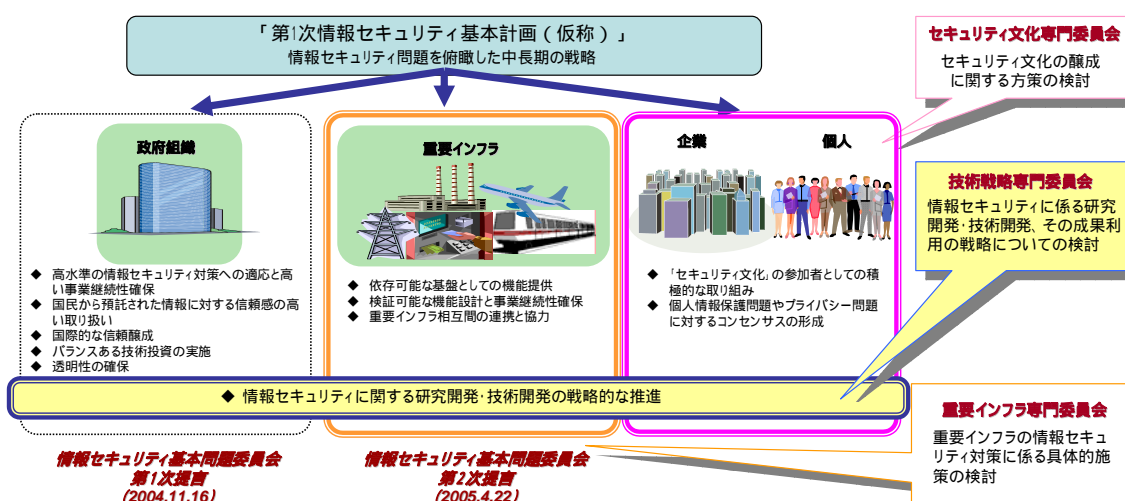 「第1次情報セキュリティ基本計画(仮称)」
情報セキュリティ問題を俯瞰した中長期の戦略
政府組織
◆ 高水準の情報セキュリティ対策への適応と高
い事業継続性確保
◆ 国民から預託された情報に対する信頼感の高
い取り扱い
◆ 国際的な信頼醸成
◆ バランスある技術投資の実施
◆ 透明性の確保
重要インフラ
◆ 依存可能な基盤としての機能提供
◆ 検証可能な機能設計と事業継続性確保
◆ 重要インフラ相互間の連携と協力
企業
個人
◆ 「セキュリティ文化」の参加者としての積
極的な取り組み
◆ 個人情報保護問題やプライバシー問題
に対するコンセンサスの形成
◆ 情報セキュリティに関する研究開発・技術開発の戦略的な推進
情報セキュリティ基本問題委員会
第1次提言
(2004.11.16)
情報セキュリティ基本問題委員会
第2次提言
(2005.4.22)
セキュリティ文化専門委員会
セキュリティ文化の醸成
に関する方策の検討
技術戦略専門委員会
情報セキュリティに係る研究
開発・技術開発、その成果利
用の戦略についての検討
重要インフラ専門委員会
重要インフラの情報セキュ
リティ対策に係る具体的施
策の検討